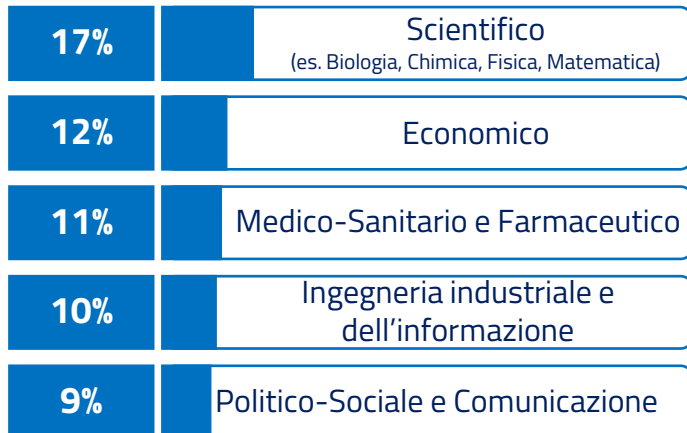 17%
Scientifico
(es. Biologia, Chimica, Fisica, Matematica)
12%
Economico
11%
Medico-Sanitario e Farmaceutico
10%
Ingegneria industriale e
dell'informazione
9%
Politico-Sociale e Comunicazione